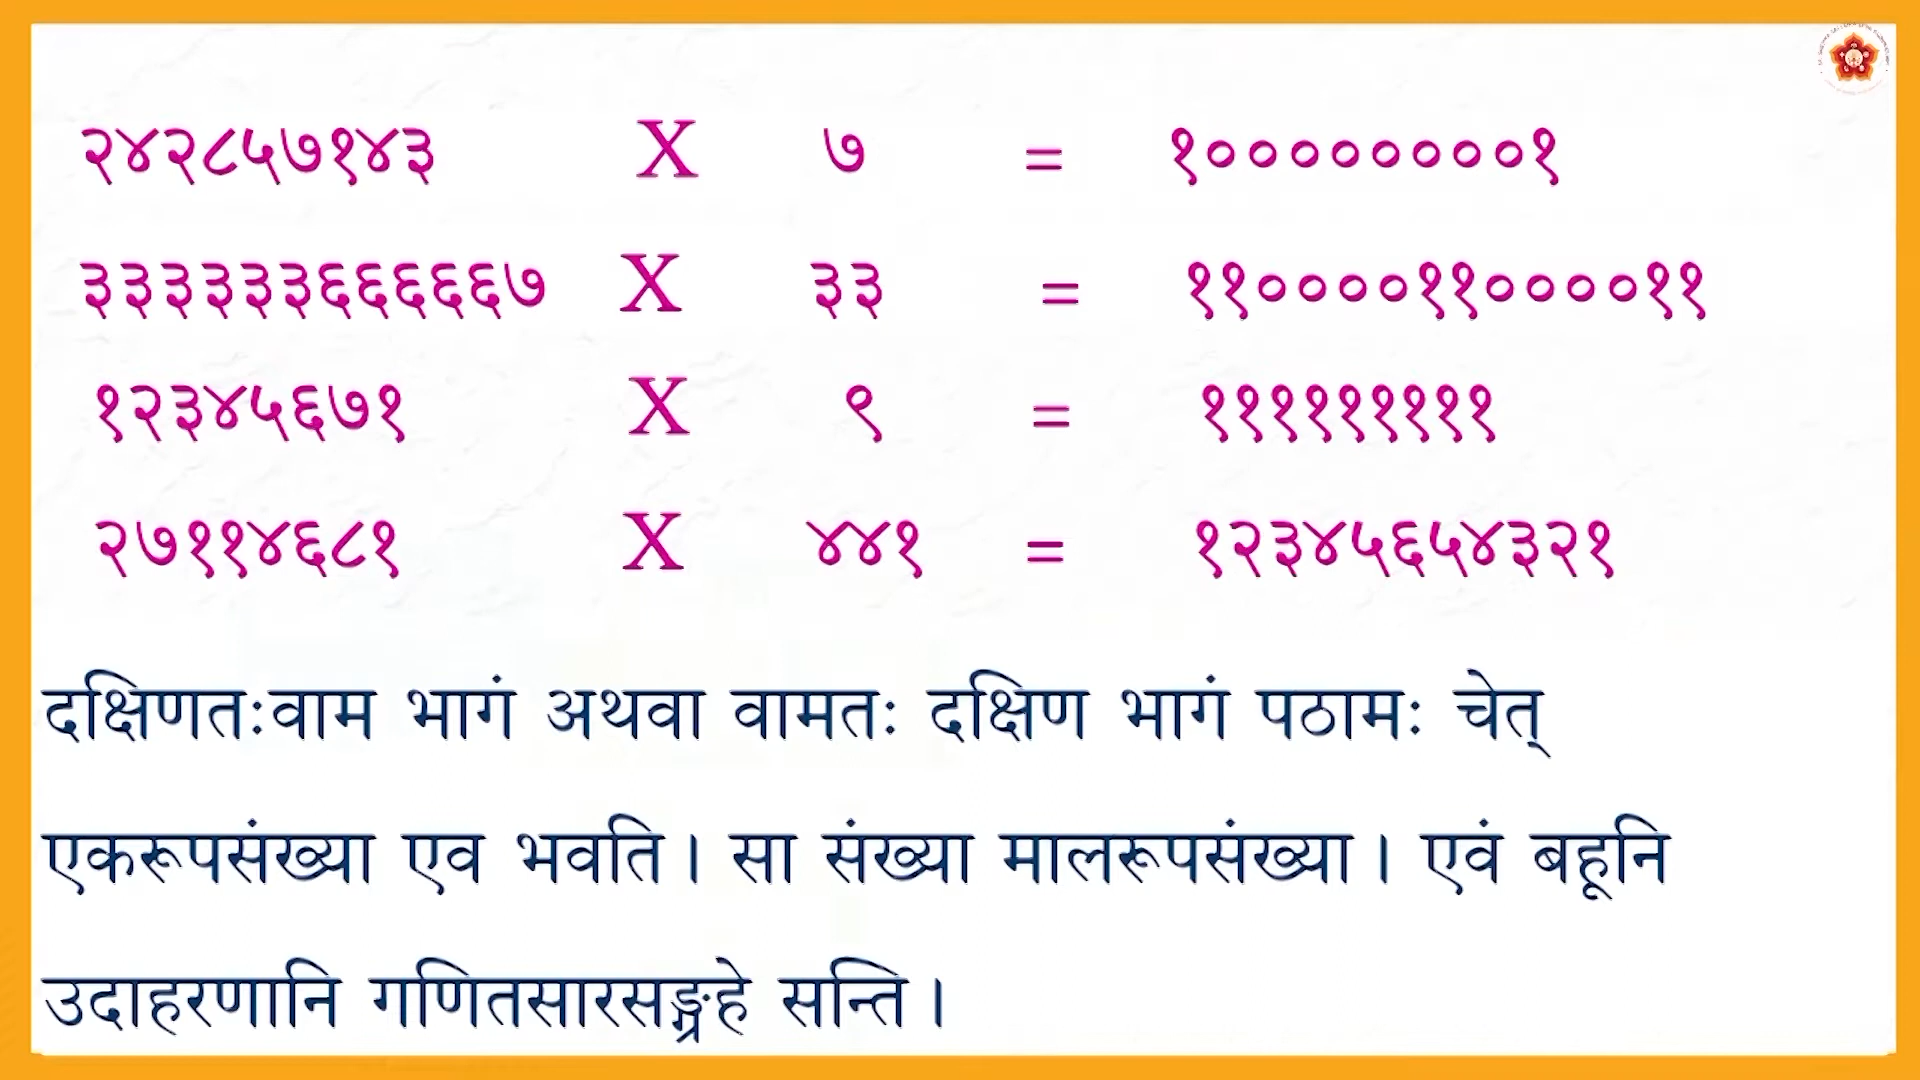 २४२८५७१४३ X ७ = १००००००००१
३३३३३३६६६६६७ X ३३ = ११००००११००००११
१२३४५६७१ X ९ = १११११११११
२७११४६८१ X ४४१ = १२३४५६५४३२१
दक्षिणतःवाम भागं अथवा वामतः दक्षिण भागं पठामः चेत्
एकरूपसंख्या एव भवति। सा संख्या मालरूपसंख्या। एवं बहूनि
उदाहरणानि गणितसारसङ्ग्रहे सन्ति।